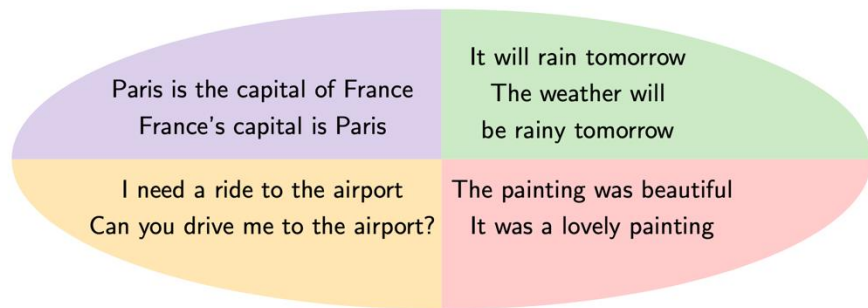 Paris is the capital of France
France's capital is Paris
It will rain tomorrow
The weather will
be rainy tomorrow
I need a ride to the airport
Can you drive me to the airport?
The painting was beautiful
It was a lovely painting